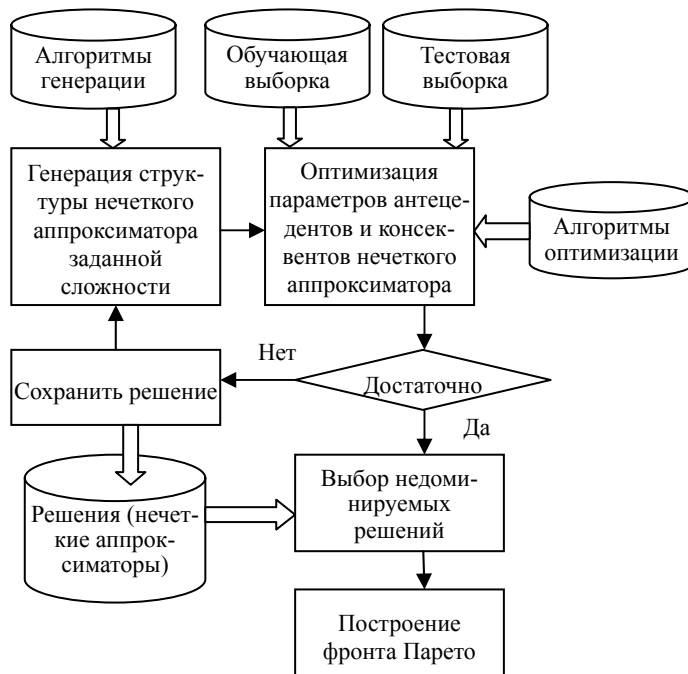 Алгоритмы
генерации
Обучающая
выборка
Тестовая
выборка
Генерация струк-
туры нечеткого
аппроксиматора
заданной
сложности
Оптимизация
параметров антеце-
дентов и консек-
вентов нечеткого
аппроксиматора
Алгоритмы
оптимизации
Нет
Сохранить решение
Достаточно
Да
Решения (нечет-
кие аппрок-
симаторы)
Выбор недоми-
нируемых
решений
Построение
фронта Парето